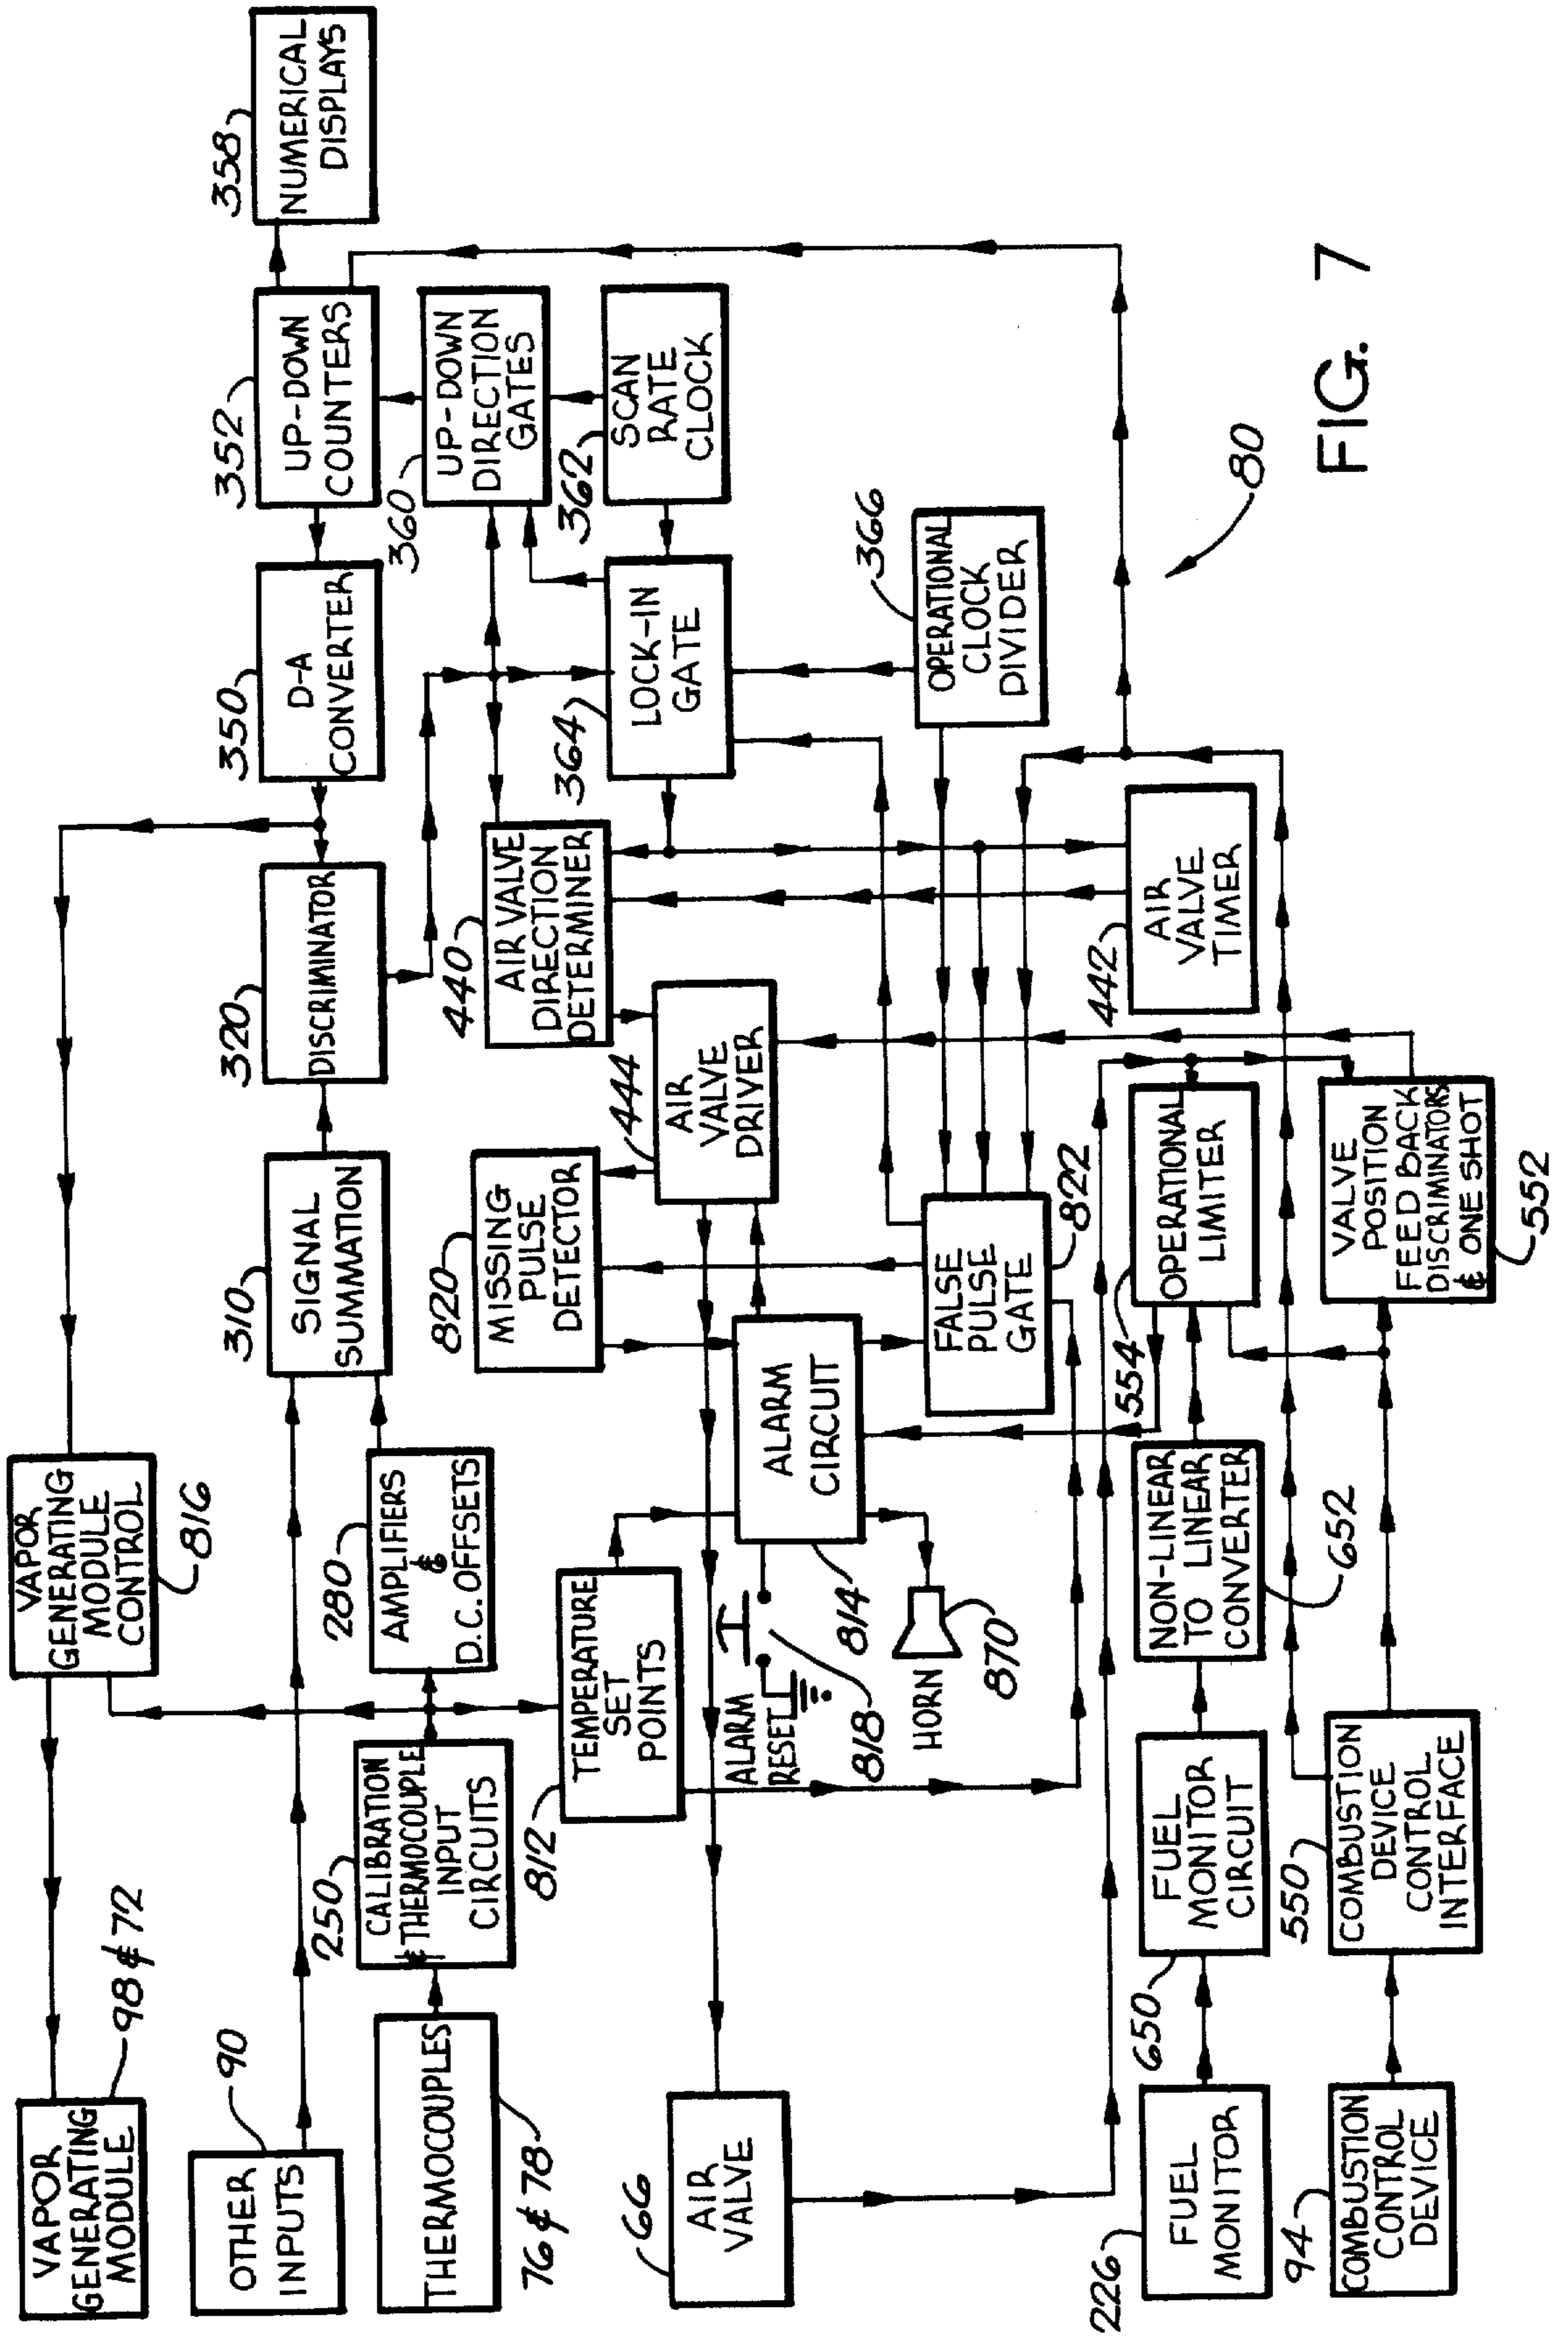 VAPOR
GENERATING
MODULE
98 & 72
VAPOR
GENERATING
MODULE
CONTROL
816
OTHER
INPUTS
90
THERMOCOUPLES
76 & 78
250
CALIBRATION
& THERMOCOUPLE
INPUT
CIRCUITS
280
AMPLIFIERS
&
D.C. OFFSETS
310
SIGNAL
SUMMATION
320
DISCRIMINATOR
350
D-A
CONVERTER
352
UP-DOWN
COUNTERS
358
NUMERICAL
DISPLAYS
360
UP-DOWN
DIRECTION
GATES
362
SCAN
RATE
CLOCK
364
LOCK-IN
GATE
366
OPERATIONAL
CLOCK
DIVIDER
440
AIR VALVE
DIRECTION
DETERMINER
442
AIR
VALVE
TIMER
444
AIR
VALVE
DRIVER
820
MISSING
PULSE
DETECTOR
822
FALSE
PULSE
GATE
812
TEMPERATURE
SET
POINTS
ALARM
CIRCUIT
814
ALARM
RESET
818
HORN
870
66
AIR
VALVE
226
FUEL
MONITOR
650
FUEL
MONITOR
CIRCUIT
NON-LINEAR
TO LINEAR
CONVERTER
652
554
OPERATIONAL
LIMITER
94
COMBUSTION
CONTROL
DEVICE
550
COMBUSTION
DEVICE
CONTROL
INTERFACE
VALVE
POSITION
FEED BACK
DISCRIMINATORS
& ONE SHOT
552
80
FIG. 7